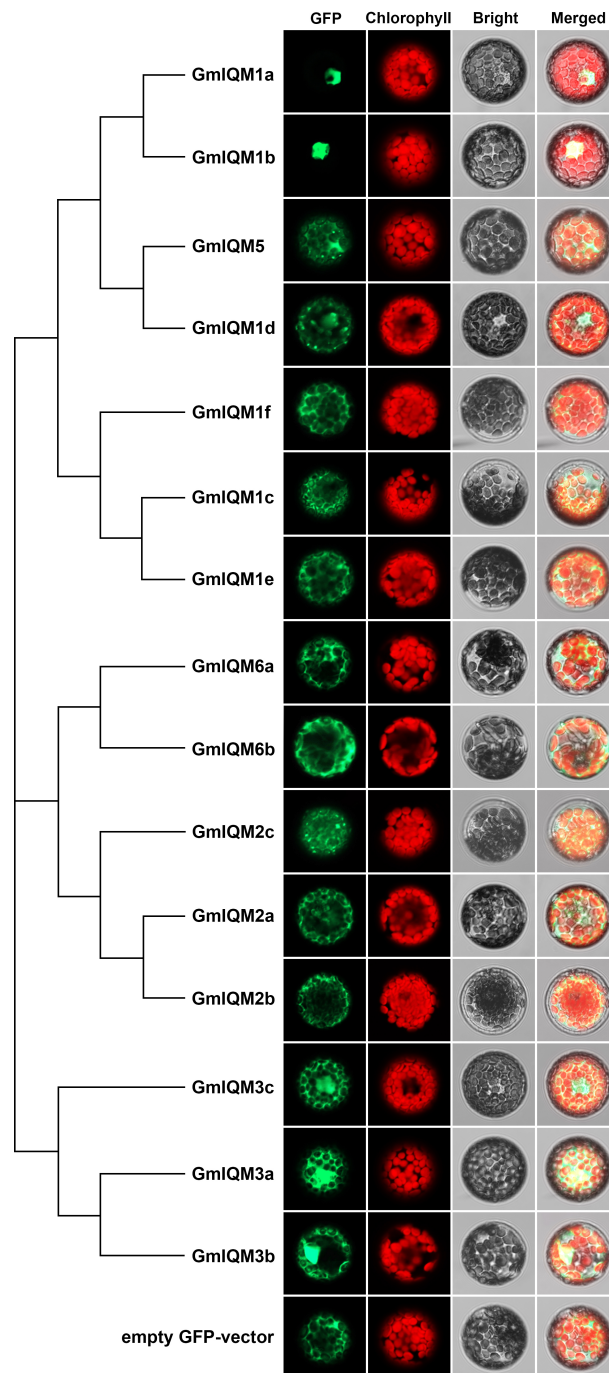 GFP Chlorophyll Bright Merged
GmIQM1a
GmIQM1b
GmIQM5
GmIQM1d
GmIQM1f
GmIQM1c
GmIQM1e
GmIQM6a
GmIQM6b
GmIQM2c
GmIQM2a
GmIQM2b
GmIQM3c
GmIQM3a
GmIQM3b
empty GFP-vector